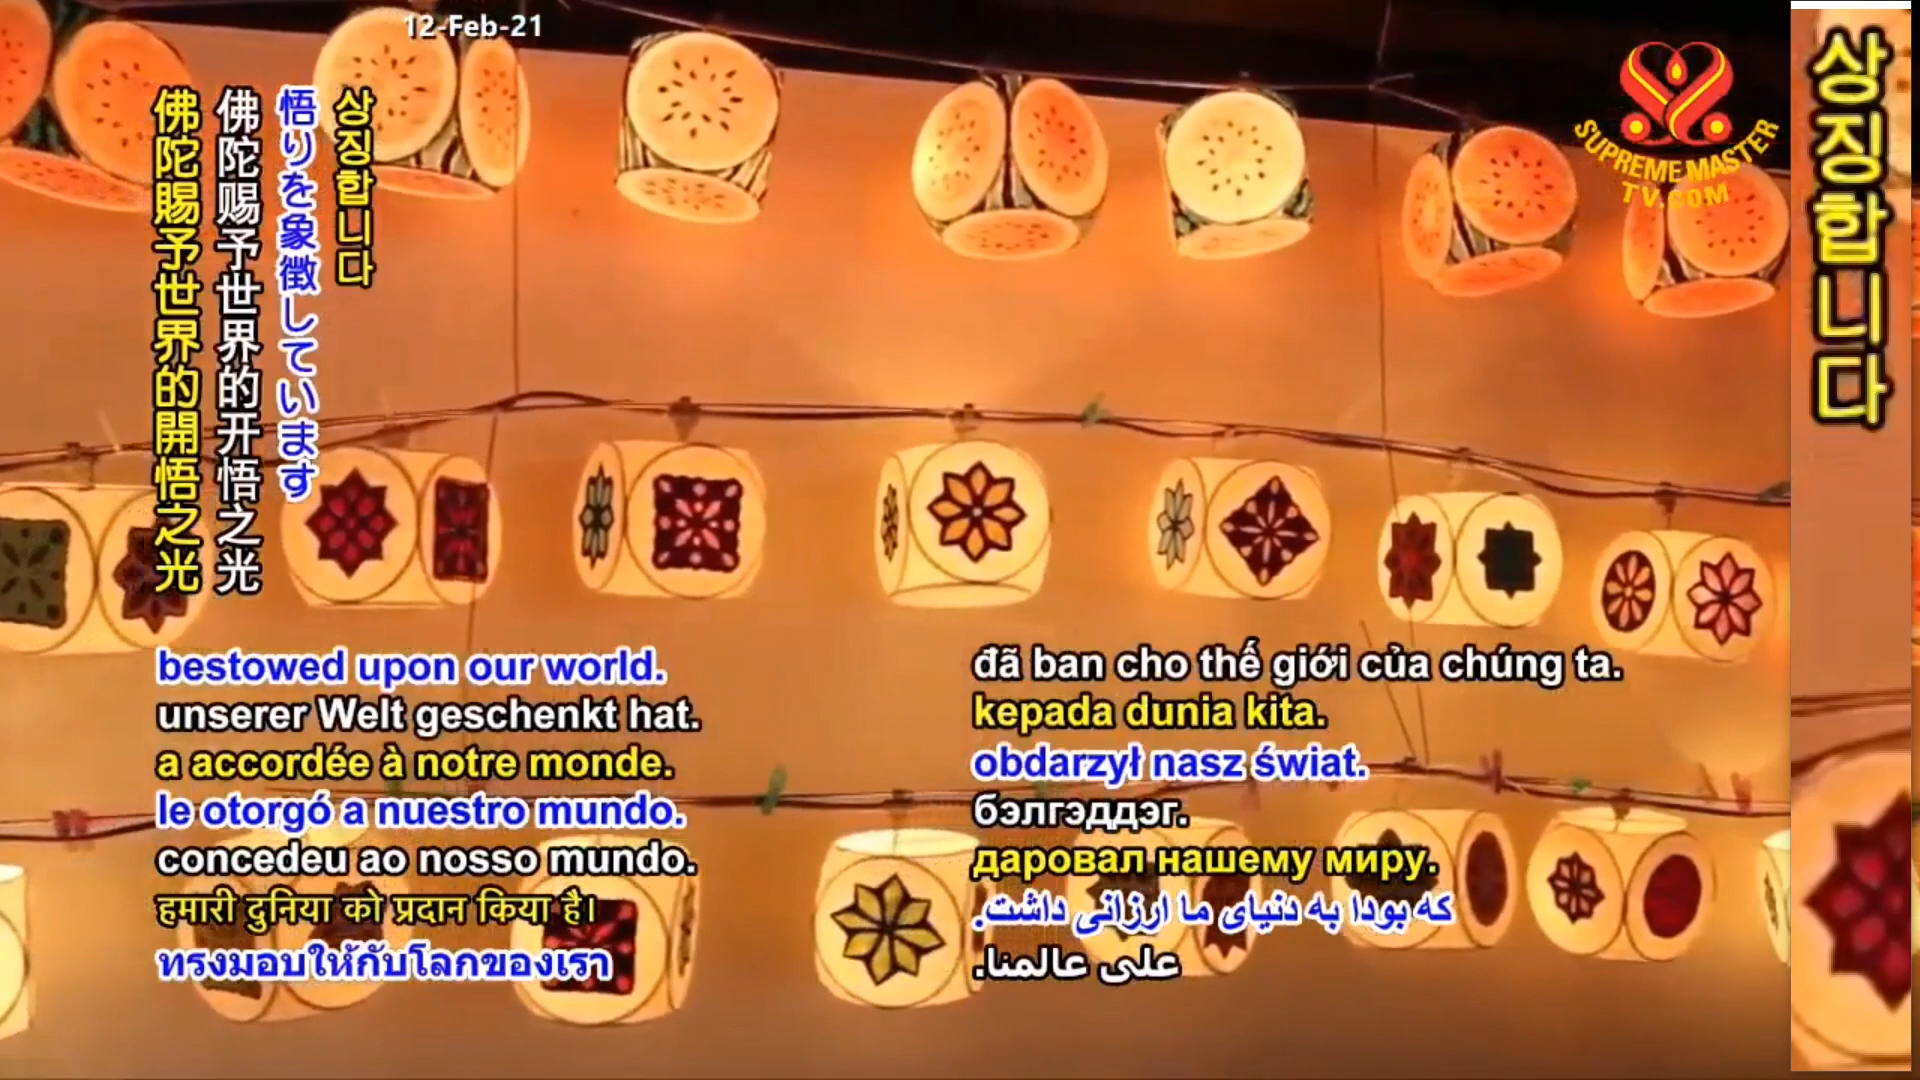 12-Feb-21
SUPREME MASTER
TV.COM
상징합니다
悟りを象徴しています
佛陀赐予世界的开悟之光
佛陀賜予世界的開悟之光
bestowed upon our world.
unserer Welt geschenkt hat.
a accordée à notre monde.
le otorgó a nuestro mundo.
concedeu ao nosso mundo.
हमारी दुनिया को प्रदान किया है।
ทรงมอบให้กับโลกของเรา
đã ban cho thế giới của chúng ta.
kepada dunia kita.
obdarzył nasz świat.
бэлгэддэг.
даровал нашему миру.
که بودا به دنیای ما ارزانی داشت.
على عالمنا.
상징합니다